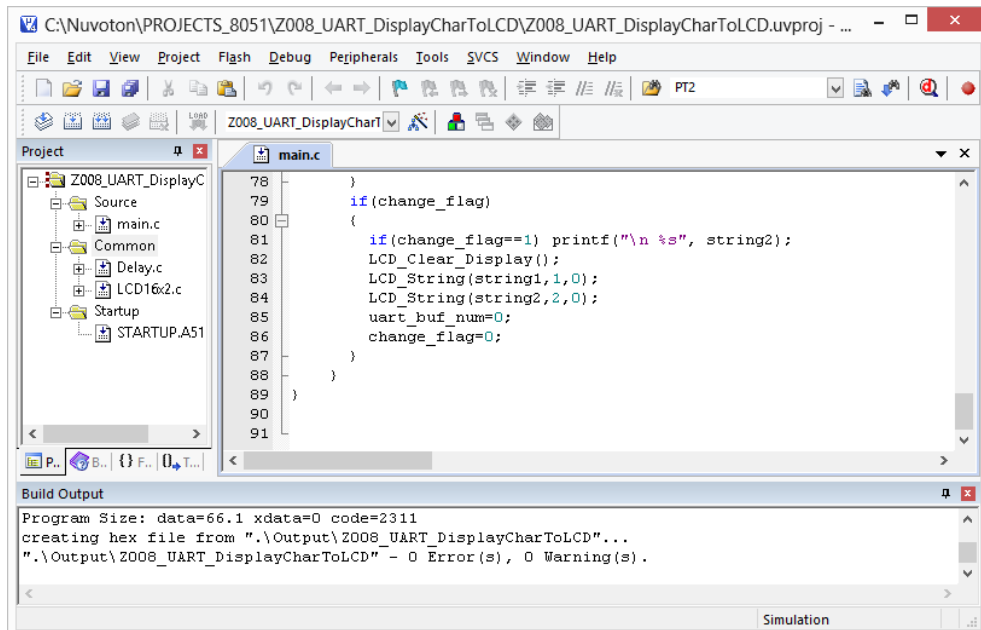 C:\Nuvoton\PROJECTS_8051\Z008_UART_DisplayCharToLCD\Z008_UART_DisplayCharToLCD.uvproj - ...
File Edit View Project Flash Debug Peripherals Tools SVCS Window Help
PT2
LOAD
Z008_UART_DisplayCharT
Project
main.c
Z008_UART_DisplayC
Source
main.c
Common
Delay.c
LCD16x2.c
Startup
STARTUP.A51
P... B... {} F... 0 T...
78 }
79 if(change_flag)
80 {
81 if(change_flag==1) printf("\n %s", string2);
82 LCD_Clear_Display();
83 LCD_String(string1,1,0);
84 LCD_String(string2,2,0);
85 uart_buf_num=0;
86 change_flag=0;
87 }
88 }
89 }
90
91
Build Output
Program Size: data=66.1 xdata=0 code=2311
creating hex file from ".\Output\Z008_UART_DisplayCharToLCD"...
".\Output\Z008_UART_DisplayCharToLCD" - 0 Error(s), 0 Warning(s).
Simulation